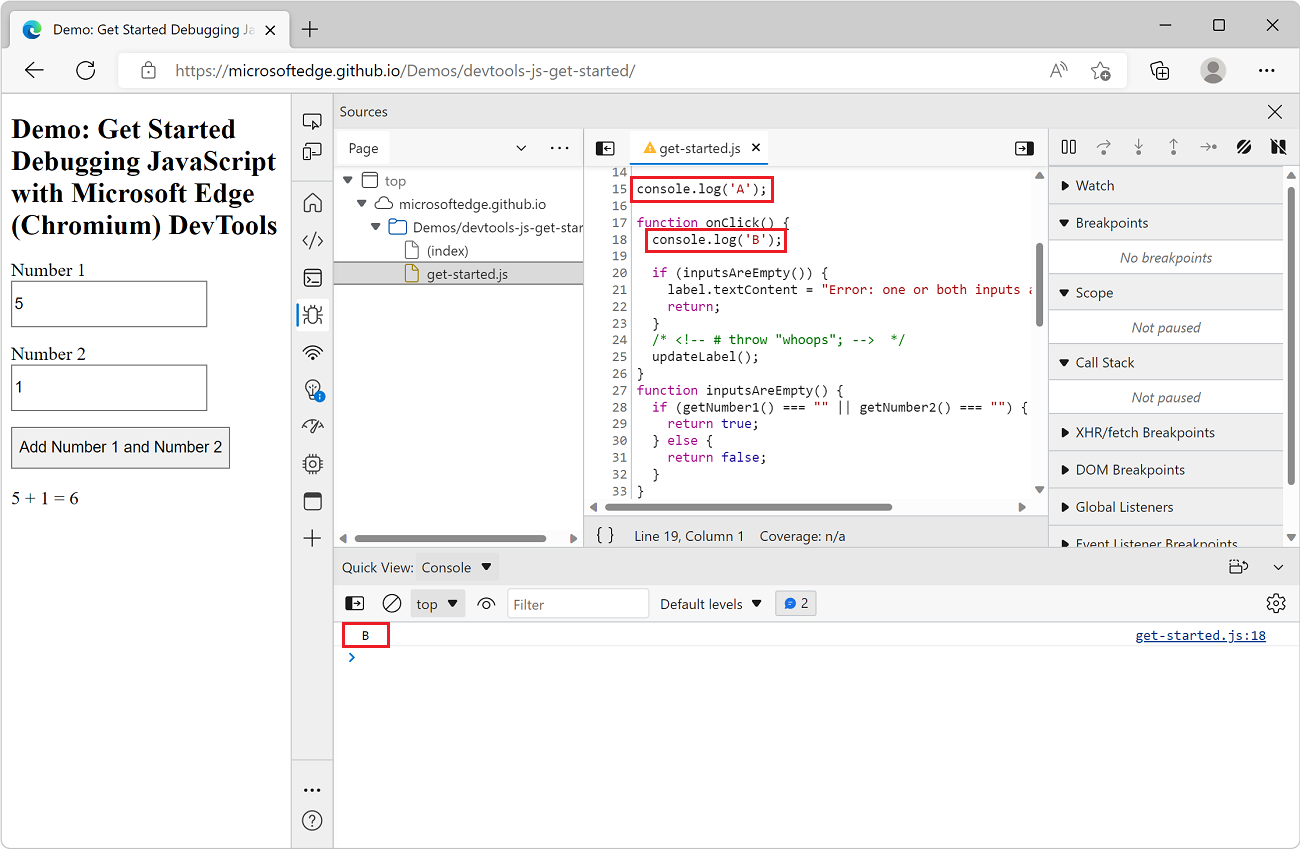 Demo: Get Started Debugging Ja
https://microsoftedge.github.io/Demos/devtools-js-get-started/
Demo: Get Started
Debugging JavaScript
with Microsoft Edge
(Chromium) DevTools
Number 1
5
Number 2
1
Add Number 1 and Number 2
5 + 1 = 6
Sources
Page
top
microsoftedge.github.io
Demos/devtools-js-get-star
(index)
get-started.js
get-started.js
14
15 console.log('A');
16
17 function onClick() {
18 console.log('B');
19
20 if (inputsAreEmpty()) {
21 label.textContent = "Error: one or both inputs a
22 return;
23 }
24 /* <!-- # throw "whoops"; -->  */
25 updateLabel();
26 }
27 function inputsAreEmpty() {
28 if (getNumber1() === "" || getNumber2() === "") {
29 return true;
30 } else {
31 return false;
32 }
33 }
{ } Line 19, Column 1 Coverage: n/a
Watch
Breakpoints
No breakpoints
Scope
Not paused
Call Stack
Not paused
XHR/fetch Breakpoints
DOM Breakpoints
Global Listeners
Event Listener Breakpoints
Quick View: Console
top Filter Default levels 2
B get-started.js:18